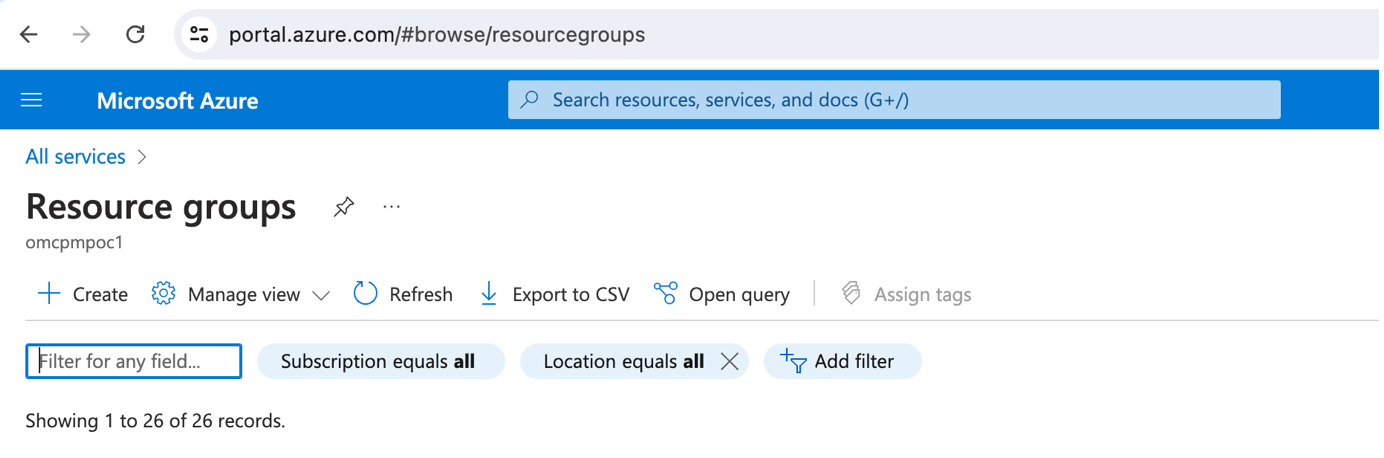 portal.azure.com/#browse/resourcegroups
Microsoft Azure
Search resources, services, and docs (G+/)
All services
Resource groups
...
omcpmpoc1
Create Manage view Refresh Export to CSV Open query Assign tags
Filter for any field... Subscription equals all Location equals all Add filter
Showing 1 to 26 of 26 records.